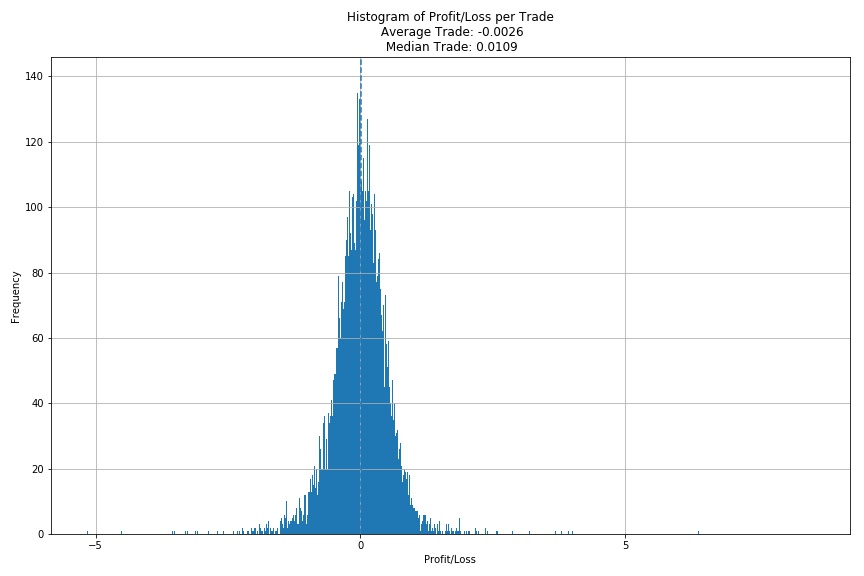 Histogram of Profit/Loss per Trade
Average Trade: -0.0026
Median Trade: 0.0109
140
120
100
80
60
40
20
0
Frequency
−5
0
5
Profit/Loss